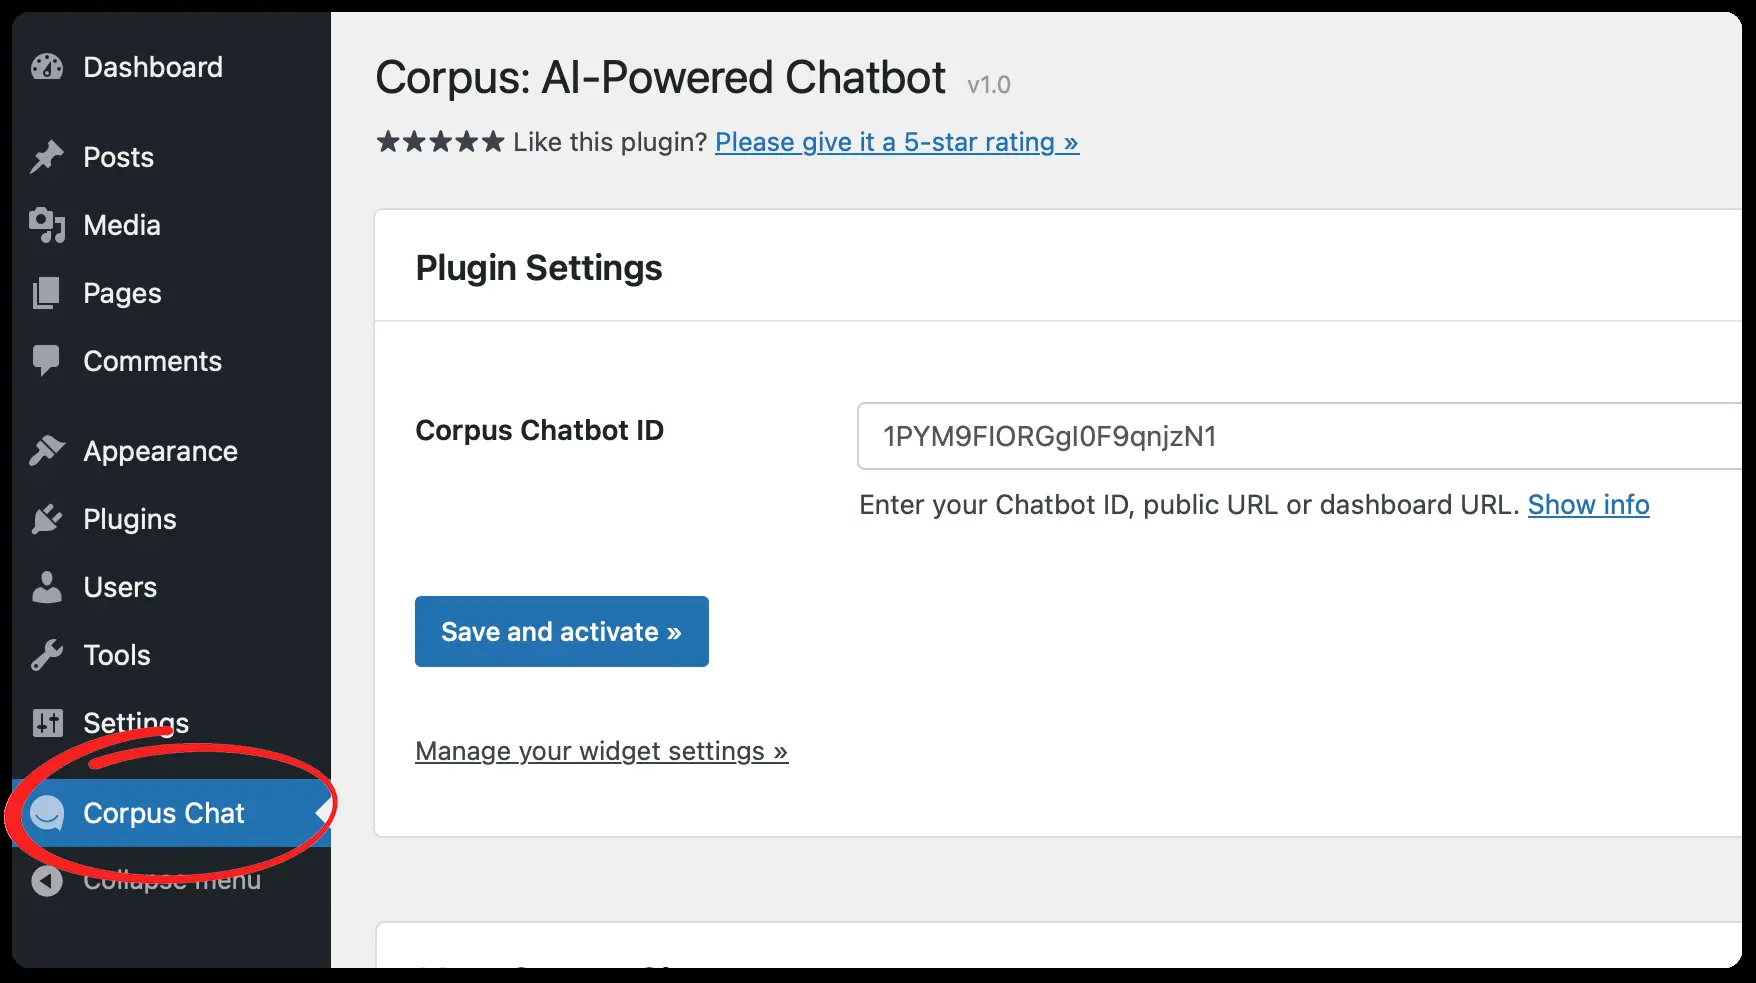 Dashboard
Posts
Media
Pages
Comments
Appearance
Plugins
Users
Tools
Settings
Corpus Chat
Collapse menu
Corpus: AI-Powered Chatbot v1.0
★★★★★ Like this plugin? Please give it a 5-star rating »
Plugin Settings
Corpus Chatbot ID
1PYM9FIORGgI0F9qnjzN1
Enter your Chatbot ID, public URL or dashboard URL. Show info
Save and activate »
Manage your widget settings »